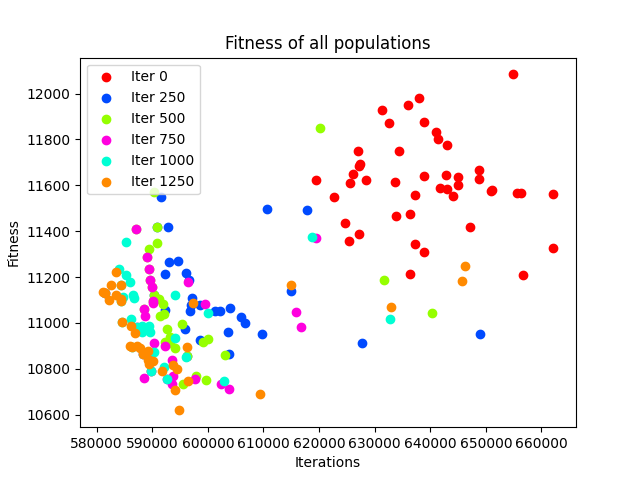 Fitness of all populations
Iter 0
Iter 250
Iter 500
Iter 750
Iter 1000
Iter 1250
12000
11800
11600
11400
11200
11000
10800
10600
Fitness
580000 590000 600000 610000 620000 630000 640000 650000 660000
Iterations